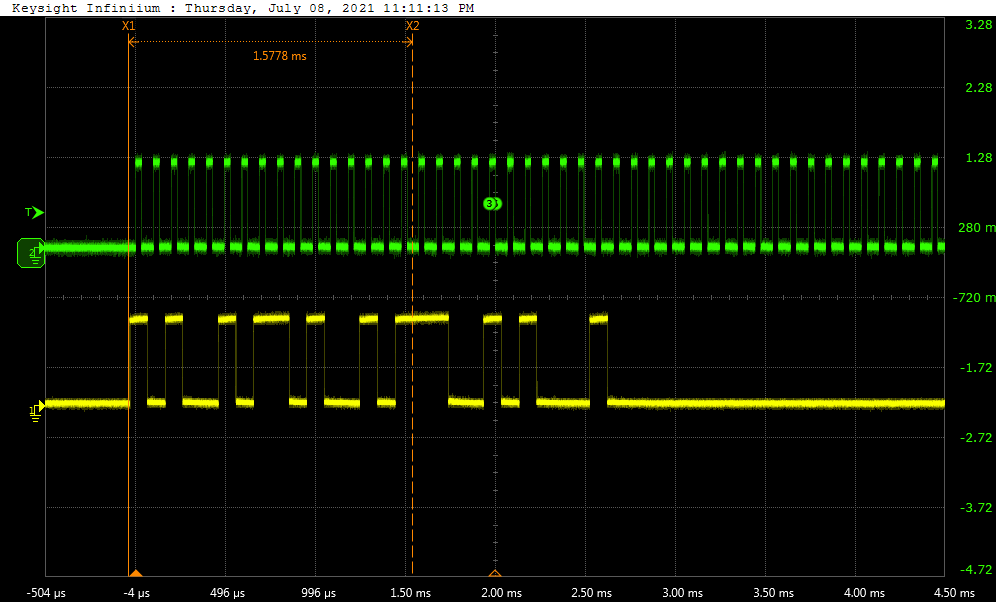 Keysight Infiniium : Thursday, July 08, 2021 11:11:13 PM
X1 X2
3.28
1.5778 ms
2.28
1.28
T
3
2
280 m
-720 m
-1.72
1
-2.72
-3.72
-4.72
-504 µs -4 µs 496 µs 996 µs 1.50 ms 2.00 ms 2.50 ms 3.00 ms 3.50 ms 4.00 ms 4.50 ms